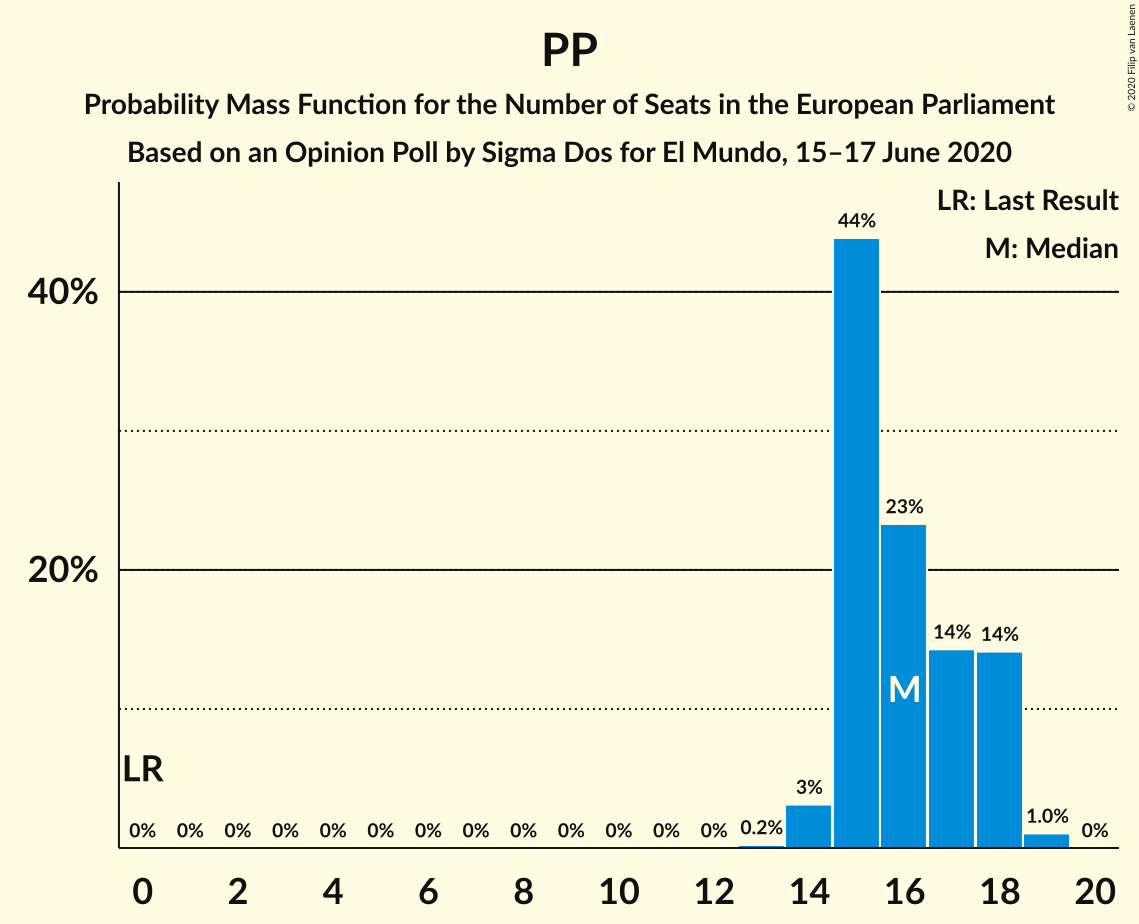 PP
Probability Mass Function for the Number of Seats in the European Parliament
Based on an Opinion Poll by Sigma Dos for El Mundo, 15–17 June 2020
© 2020 Filip van Laenen
LR: Last Result
M: Median
40%
20%
44%
23%
14% 14%
M
LR
3%
0% 0% 0% 0% 0% 0% 0% 0% 0% 0% 0% 0% 0% 0.2% 1.0% 0%
0 2 4 6 8 10 12 14 16 18 20